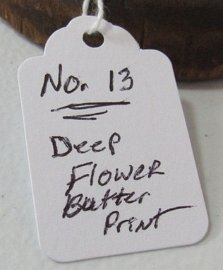 No. 13
Deep
Flower
Butter
Print